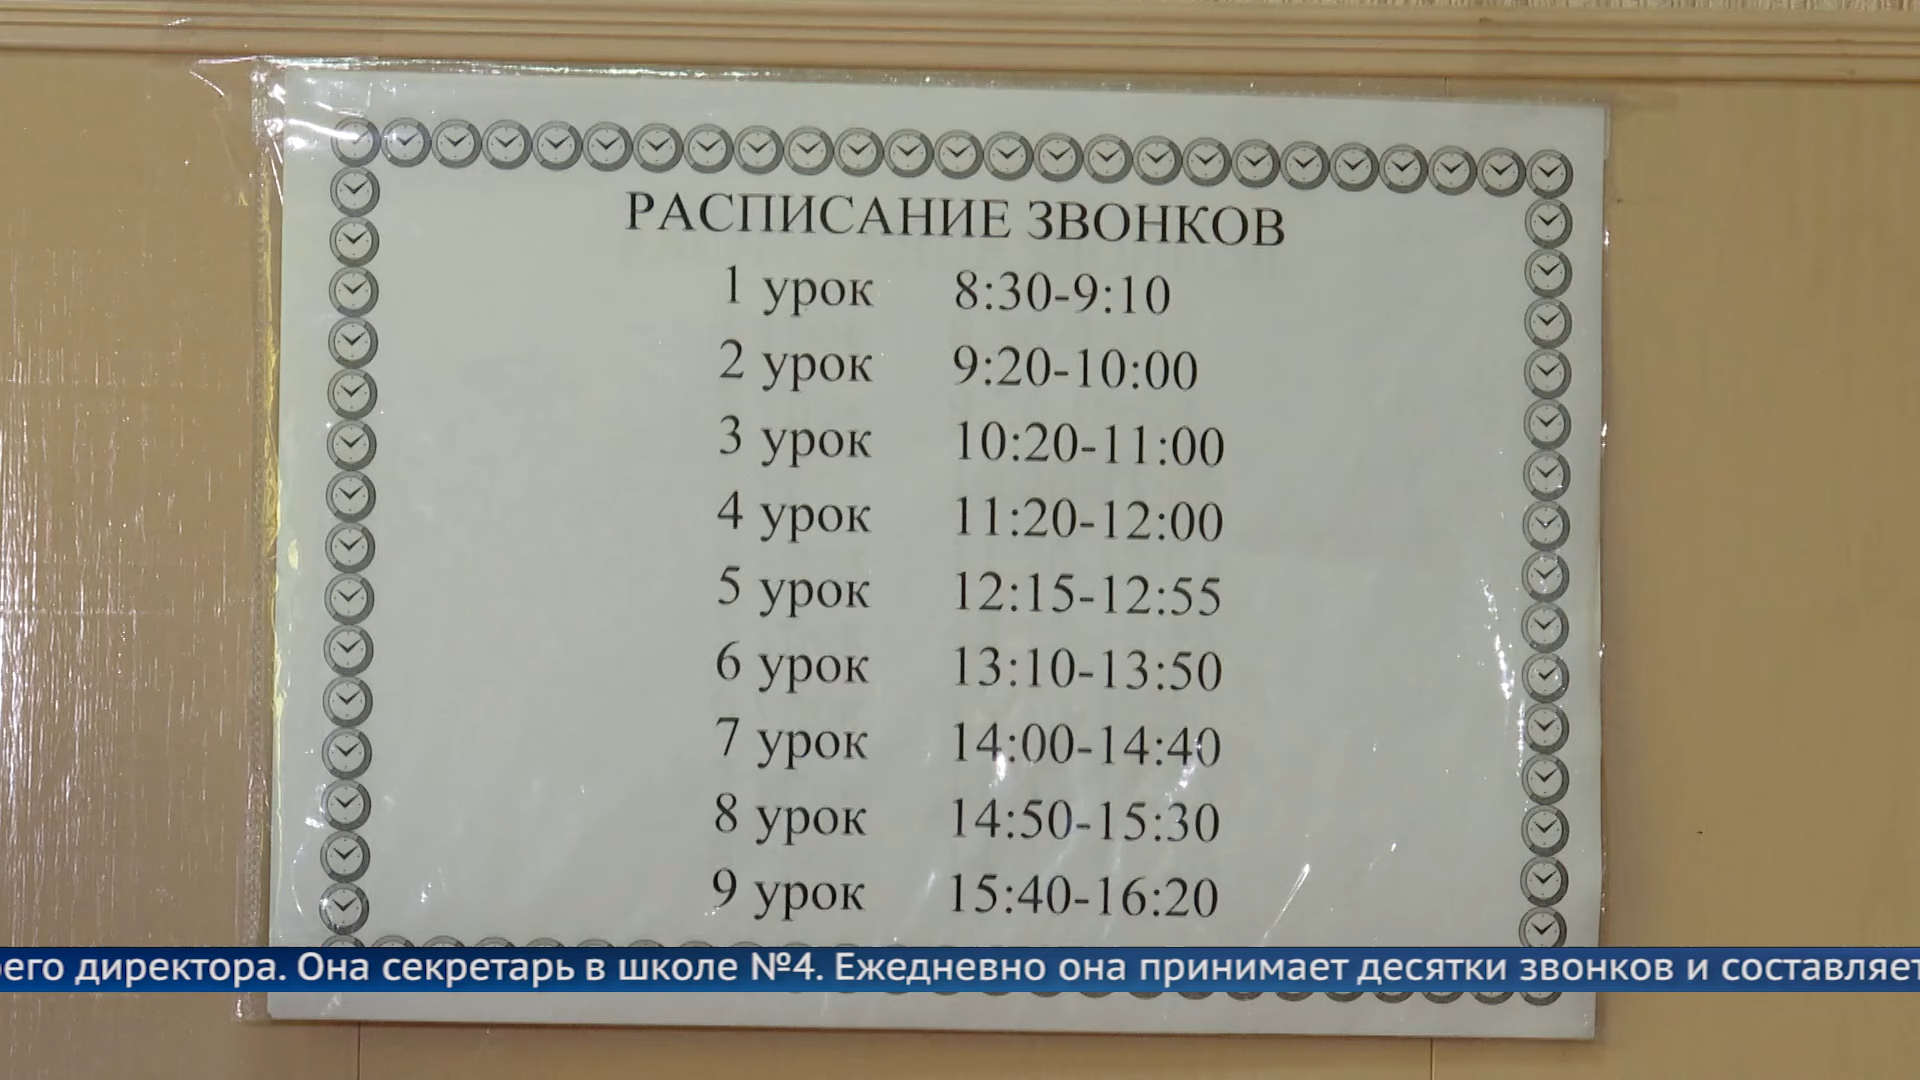 РАСПИСАНИЕ ЗВОНКОВ
1 урок 8:30-9:10
2 урок 9:20-10:00
3 урок 10:20-11:00
4 урок 11:20-12:00
5 урок 12:15-12:55
6 урок 13:10-13:50
7 урок 14:00-14:40
8 урок 14:50-15:30
9 урок 15:40-16:20
директора. Она секретарь в школе №4. Ежедневно она принимает десятки звонков и составляет